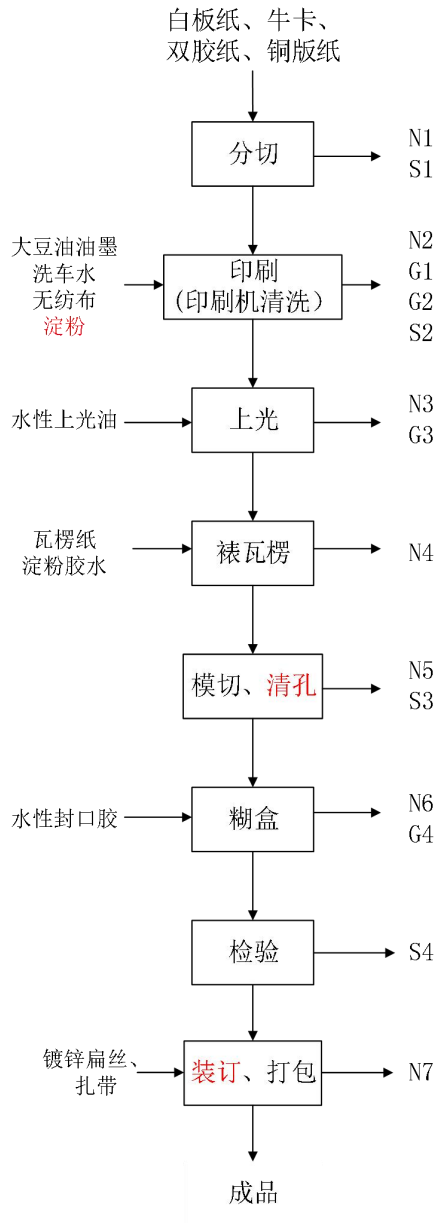 白板纸、牛卡、
双胶纸、铜版纸
分切
N1
S1
大豆油油墨
洗车水
无纺布
淀粉
印刷
(印刷机清洗)
N2
G1
G2
S2
水性上光油
上光
N3
G3
瓦楞纸
淀粉胶水
裱瓦楞
N4
模切、清孔
N5
S3
水性封口胶
糊盒
N6
G4
检验
S4
镀锌扁丝、
扎带
装订、打包
N7
成品